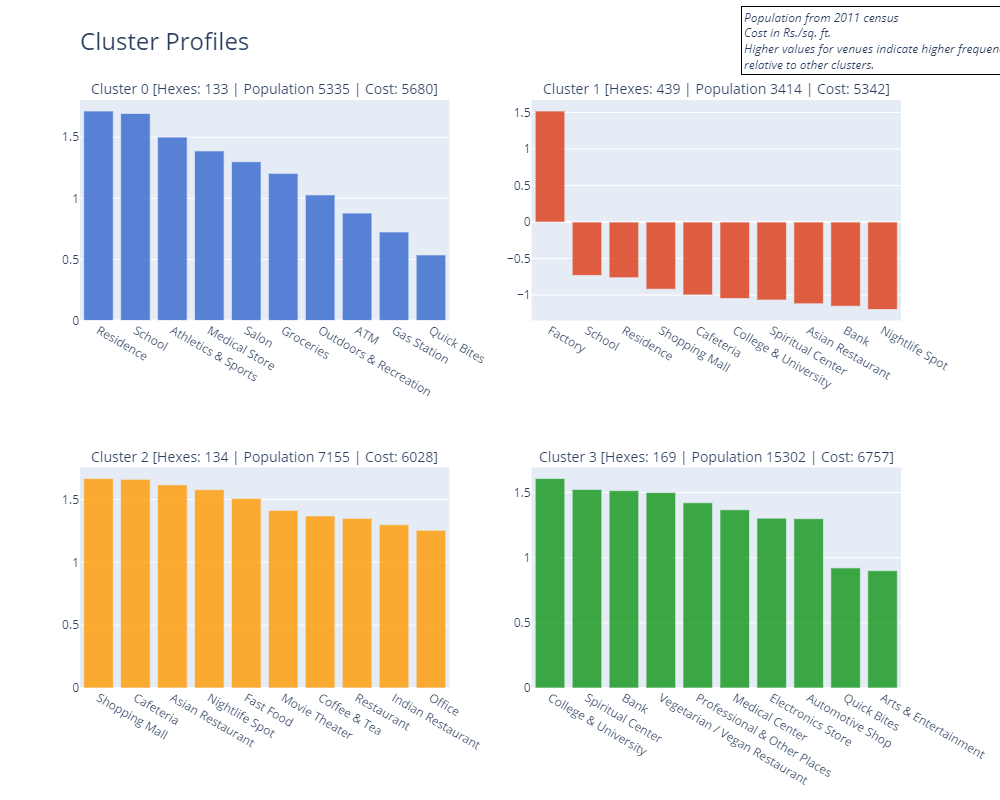 Population from 2011 census
Cost in Rs./sq. ft.
Higher values for venues indicate higher
relative to other clusters.
Cluster Profiles
Cluster 0 [Hexes: 133 | Population 5335 | Cost: 5680]
1.5
1
0.5
0
Residence
School
Athletics & Sports
Medical Store
Salon
Groceries
Outdoors & Recreation
ATM
Gas Station
Quick Bites
Cluster 1 [Hexes: 439 | Population 3414 | Cost: 5342]
1.5
1
0.5
0
−0.5
−1
Factory
School
Residence
Shopping Mall
Cafeteria
College & University
Spiritual Center
Asian Restaurant
Bank
Nightlife Spot
Cluster 2 [Hexes: 134 | Population 7155 | Cost: 6028]
1.5
1
0.5
0
Shopping Mall
Cafeteria
Asian Restaurant
Nightlife Spot
Fast Food
Movie Theater
Coffee & Tea
Restaurant
Indian Restaurant
Office
Cluster 3 [Hexes: 169 | Population 15302 | Cost: 6757]
1.5
1
0.5
0
College & University
Spiritual Center
Bank
Vegetarian / Vegan Restaurant
Professional & Other Places
Medical Center
Electronics Store
Automotive Shop
Quick Bites
Arts & Entertainment